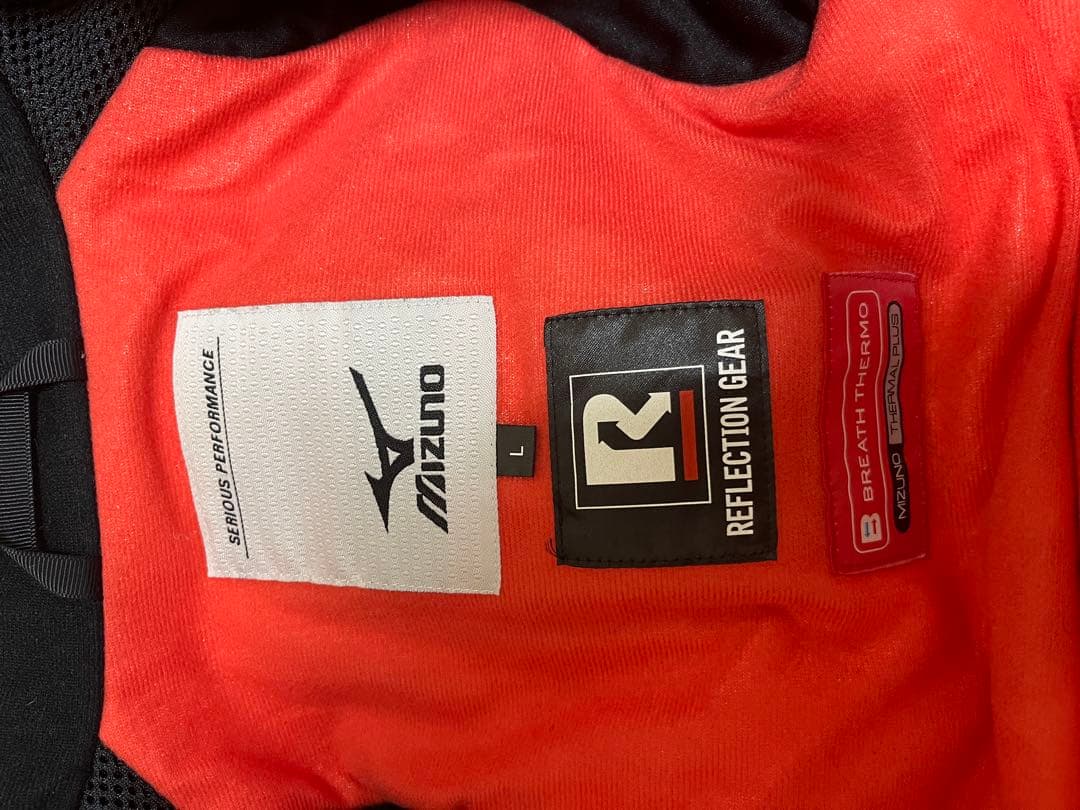 SERIOUS PERFORMANCE
MIZUNO
L
R
REFLECTION GEAR
B BREATH THERMO
MIZUNO THERMAL PLUS